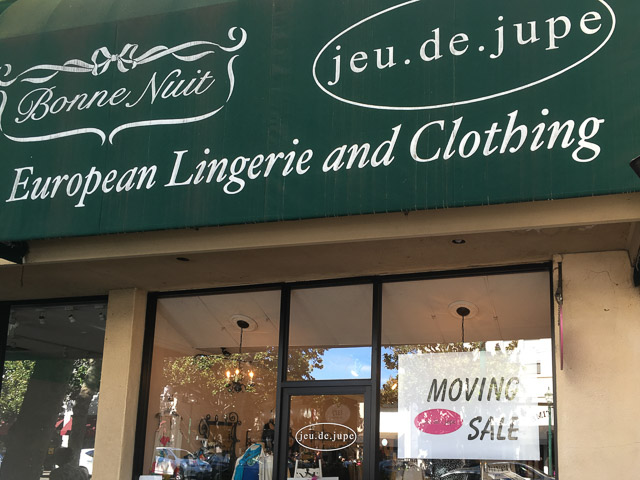 Bonne Nuit
jeu.de.jupe
European Lingerie and Clothing
jeu.de.jupe
MOVING
SALE